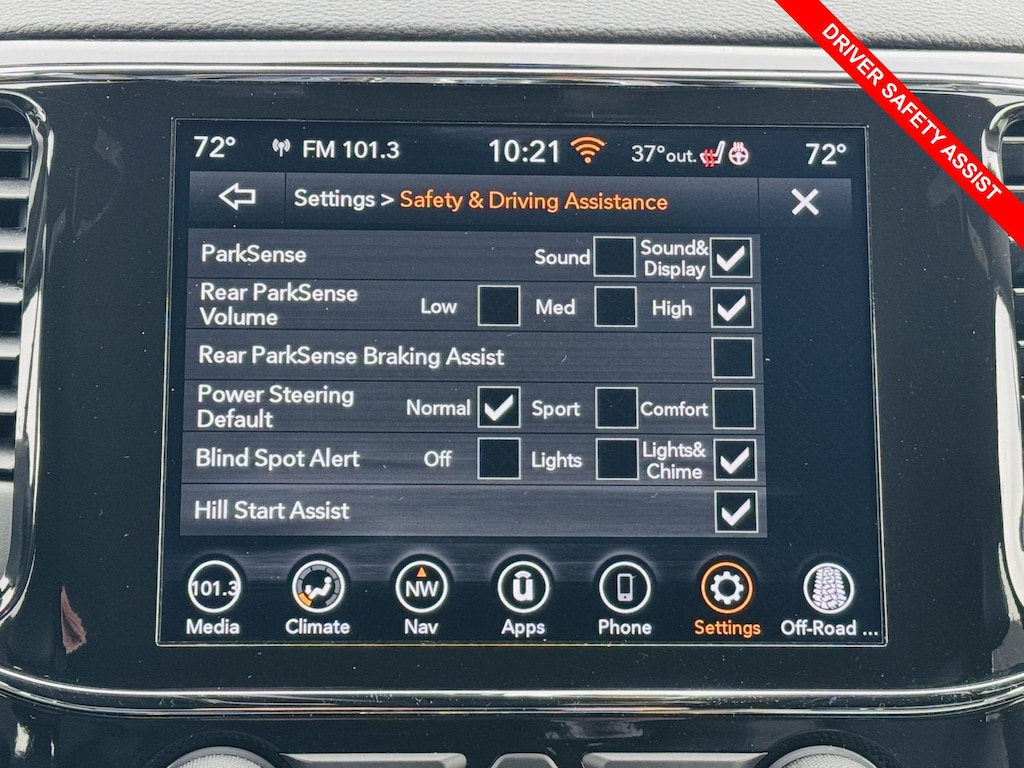 DRIVER SAFETY ASSIST
72° FM 101.3 10:21 37°out. 72°
Settings > Safety & Driving Assistance
ParkSense Sound Sound&
Display
Rear ParkSense
Volume Low Med High
Rear ParkSense Braking Assist
Power Steering
Default Normal Sport Comfort
Blind Spot Alert Off Lights Lights&
Chime
Hill Start Assist
101.3 NW ū
Media Climate Nav Apps Phone Settings Off-Road ...